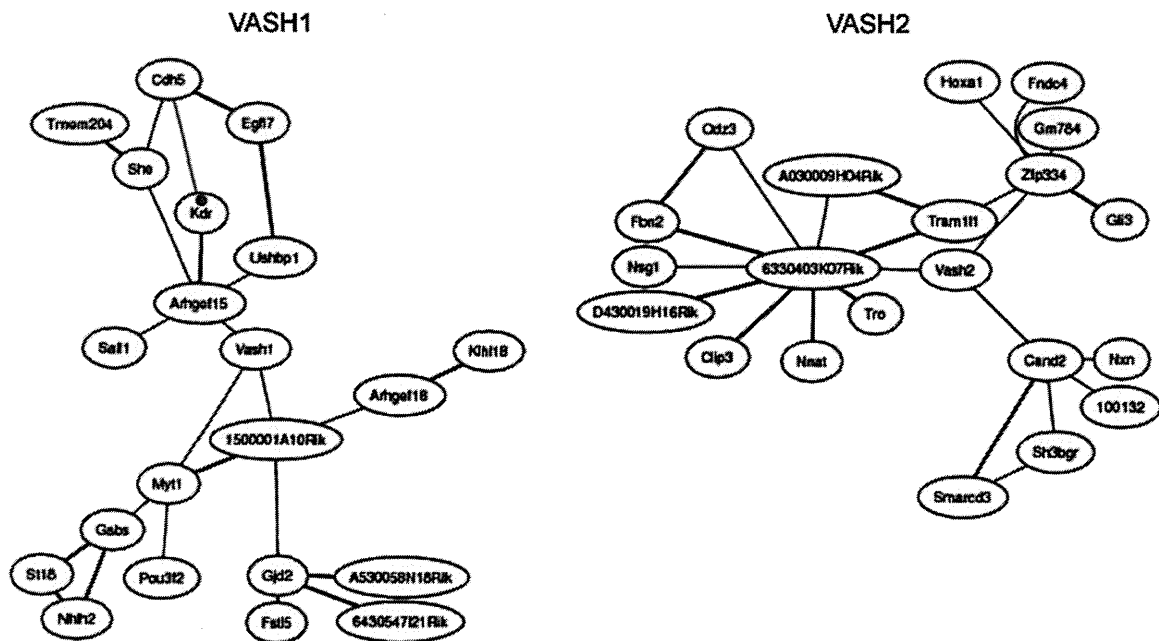 VASH1
VASH2
Cdh5
Tmem204
Egfl7
She
Kdr
Ushbp1
Arhgef15
Sall1
Vash1
Klhl18
Arhgef18
1500001A10Rik
Myt1
Gabs
St18
Pou3f2
Nhlh2
Gjd2
A530058N18Rik
Fstl5
6430547I21Rik
Hoxa1
Fndc4
Odz3
Gm784
A030009H04Rik
Zfp334
Fbn2
Tram1l1
Gli3
Nsg1
6330403K07Rik
Vash2
D430019H16Rik
Tro
Clip3
Nnat
Cand2
Nxn
100132
Sh3bgr
Smarcd3